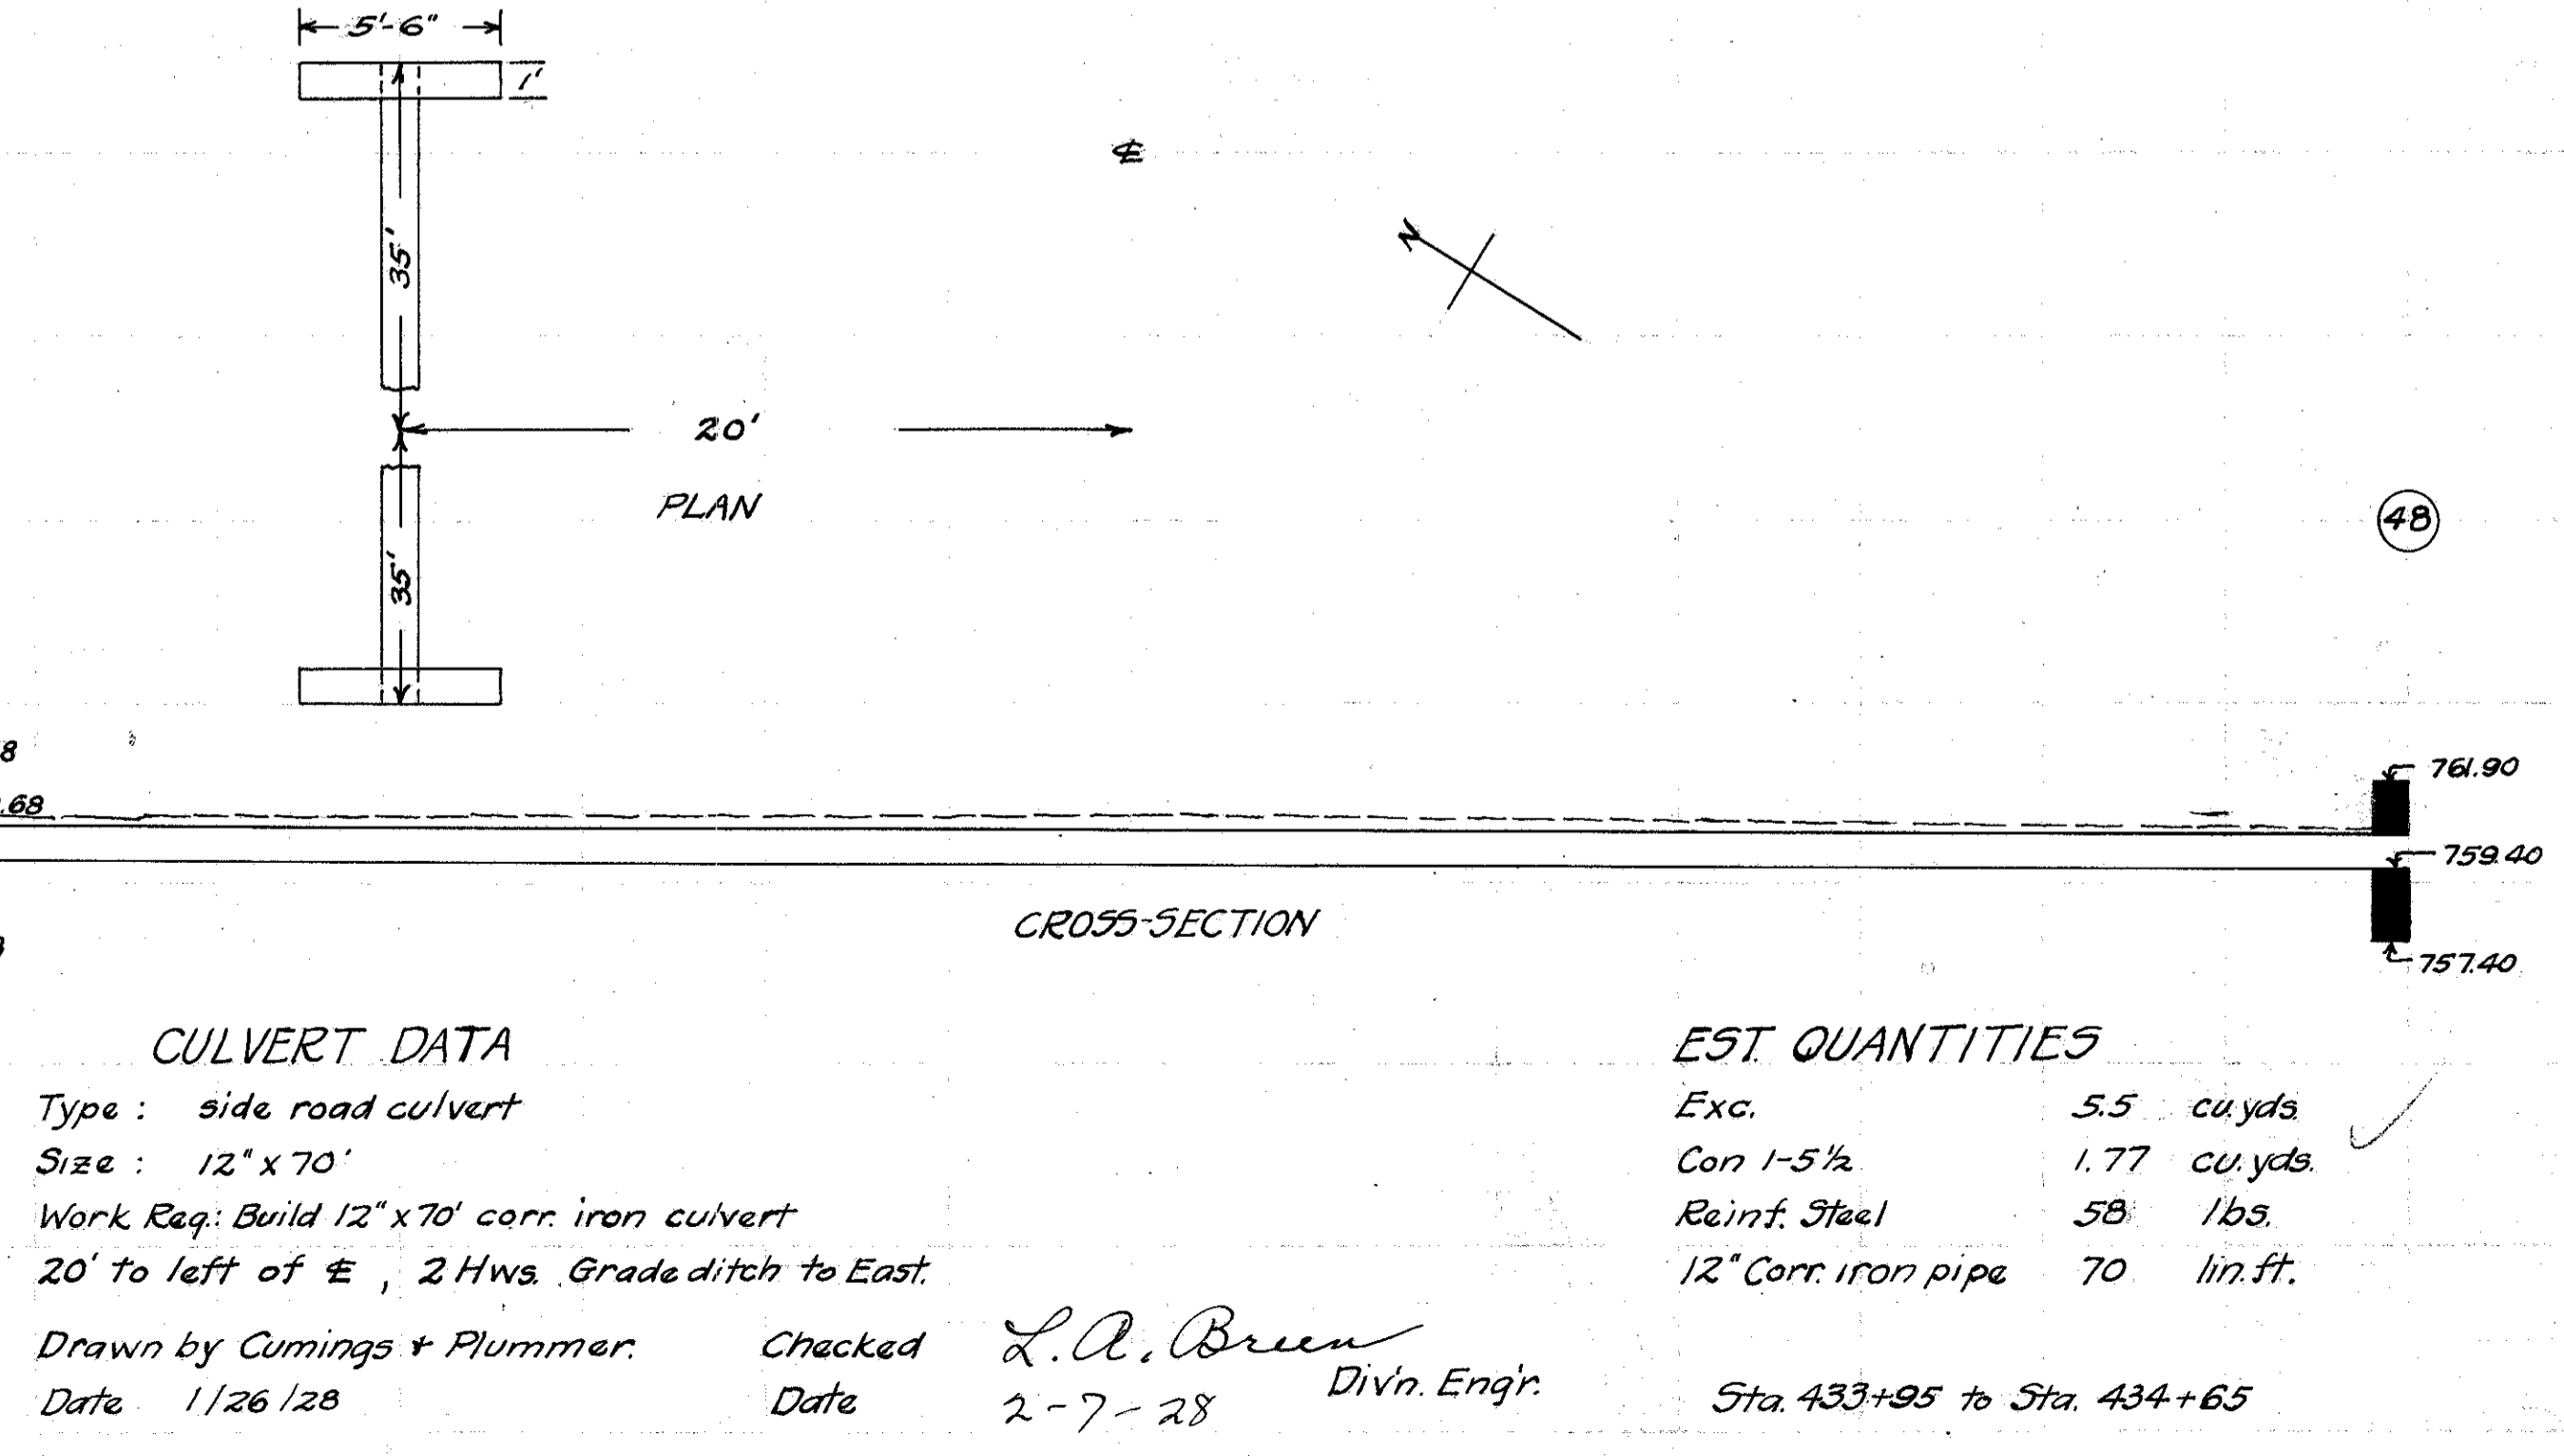 5'-6"
1'
℄
N
35'
20'
PLAN
48
35'
8
.68
761.90
759.40
757.40
CROSS-SECTION
CULVERT DATA
Type : side road culvert
Size : 12" x 70'
Work Req.: Build 12" x 70' corr. iron culvert
20' to left of ℄ , 2 Hws. Grade ditch to East.
Drawn by Cumings + Plummer.
Date 1/26/28
Checked L. A. Breen
Div'n. Eng'r.
Date 2-7-28
EST. QUANTITIES
Exc. 5.5 cu. yds.
Con 1-5½ 1.77 cu. yds.
Reinf. Steel 58 lbs.
12" Corr. iron pipe 70 lin. ft.
Sta. 433+95 to Sta. 434+65